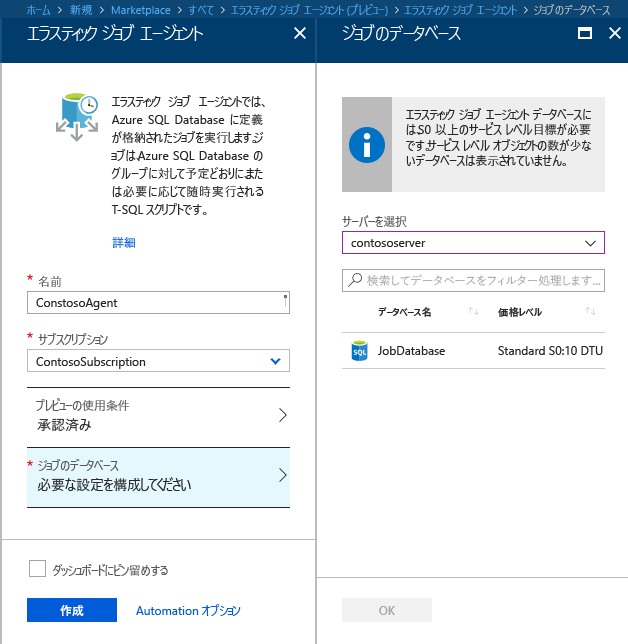 ホーム > 新規 > Marketplace > すべて > エラスティック ジョブ エージェント (プレビュー) > エラスティック ジョブ エージェント > ジョブのデータベース
エラスティック ジョブ エージェント
エラスティック ジョブ エージェントでは、
Azure SQL Database に定義
が格納されたジョブを実行しますジ
ョブは、Azure SQL Database の
グループに対して予定どおりにまた
は必要に応じて随時実行される
T-SQL スクリプトです。
詳細
* 名前
ConstosoAgent
* サブスクリプション
ContosoSubscription
プレビューの使用条件
承認済み
* ジョブのデータベース
必要な設定を構成してください
ダッシュボードにピン留めする
作成
Automation オプション
ジョブのデータベース
エラスティック ジョブ エージェント データベースに
は、S0 以上のサービス レベル目標が必要
です。サービス レベル オブジェクトの数が少な
いデータベースは表示されていません。
サーバーを選択
contososerver
検索してデータベースをフィルター処理します...
データベース名 ↑↓ 価格レベル ↑↓
SQL JobDatabase Standard S0:10 DTU
OK